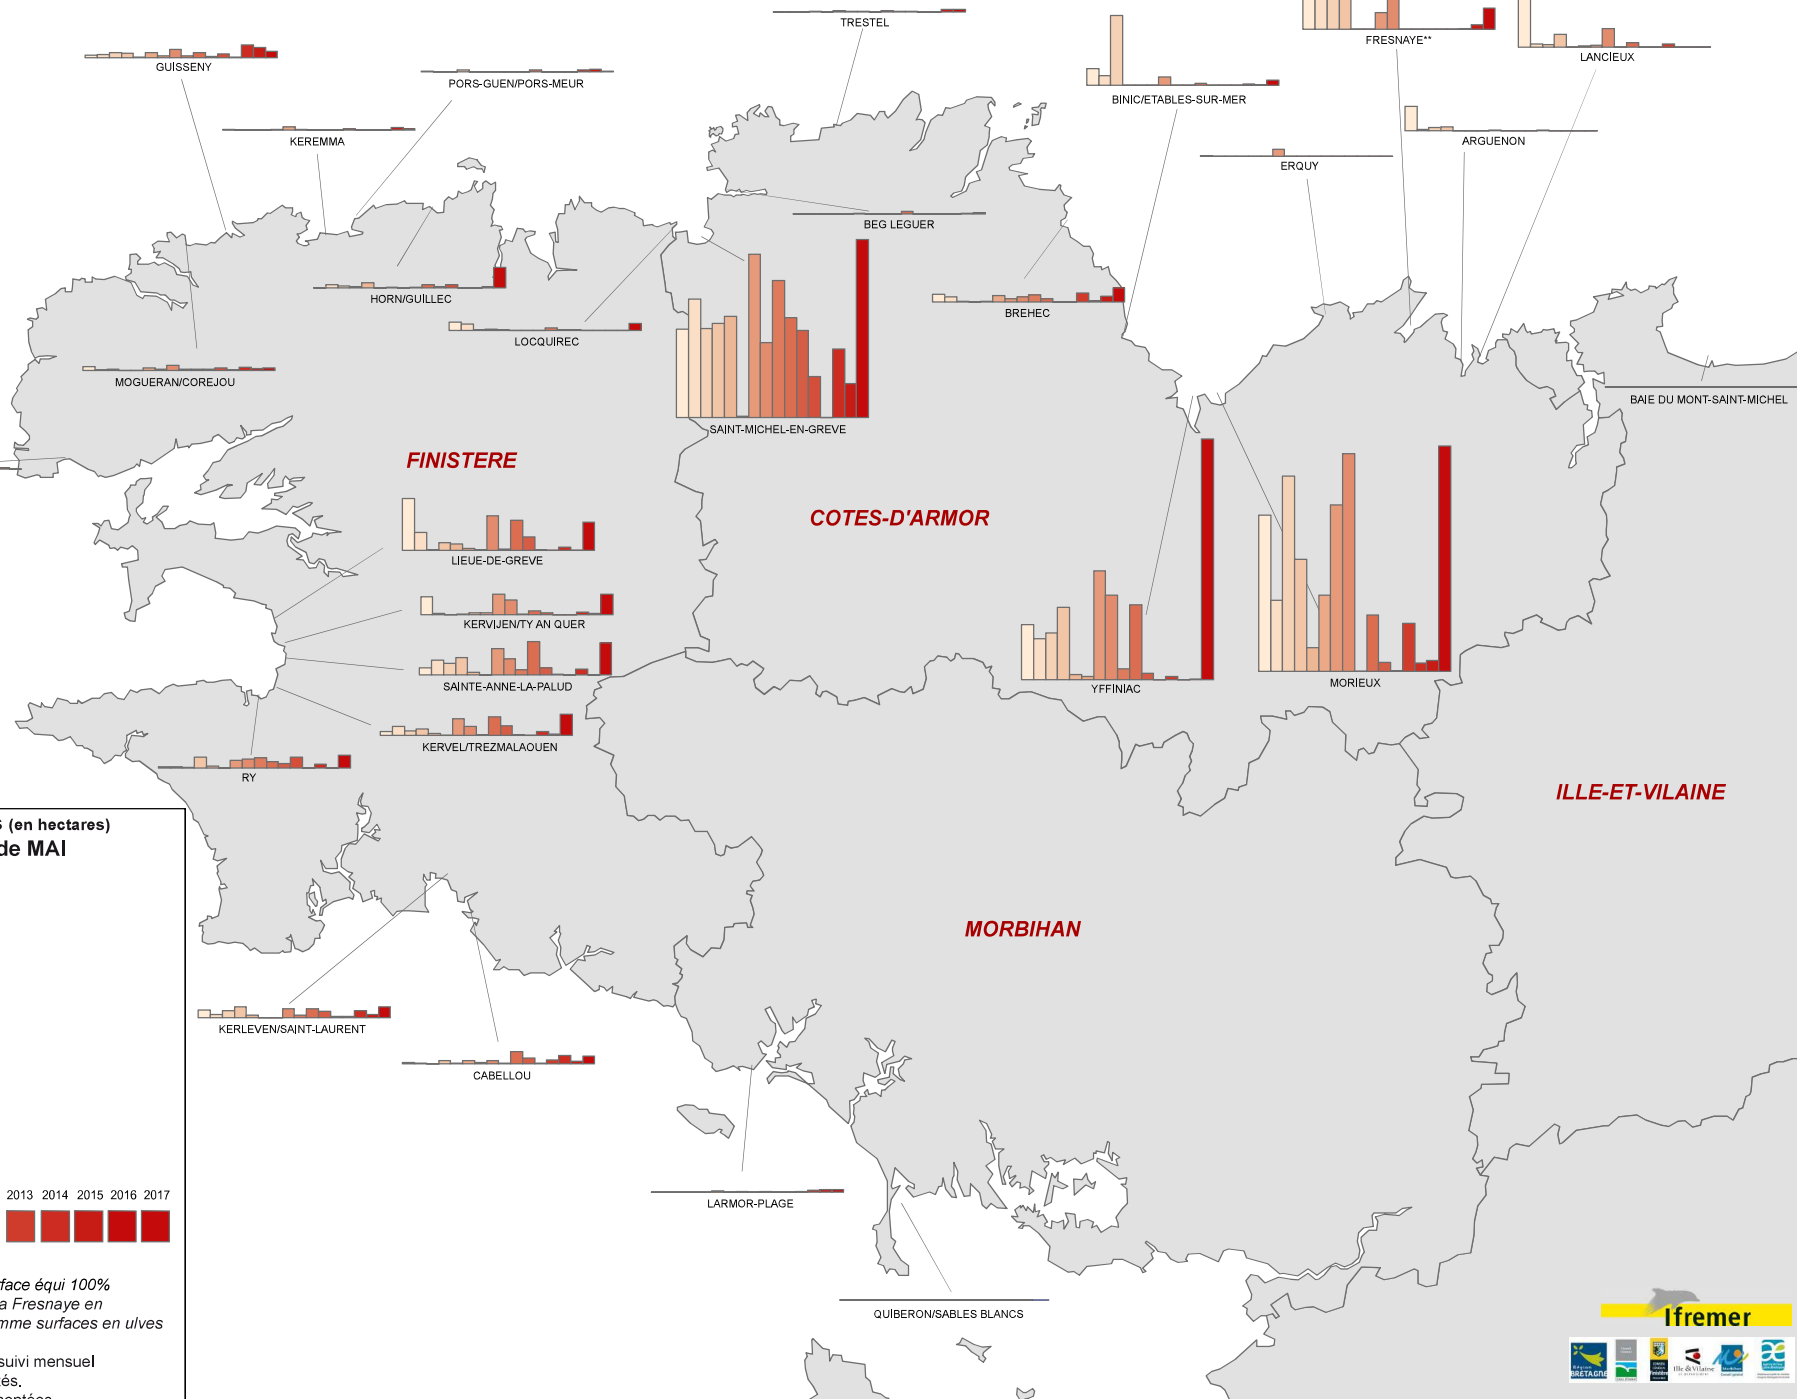 TRESTEL
FRESNAYE**
LANCIEUX
GUISSENY
PORS-GUEN/PORS-MEUR
BINIC/ETABLES-SUR-MER
KEREMMA
ARGUENON
ERQUY
BEG LEGUER
HORN/GUILLEC
BREHEC
LOCQUIREC
MOGUERAN/COREJOU
BAIE DU MONT-SAINT-MICHEL
SAINT-MICHEL-EN-GREVE
FINISTERE
COTES-D'ARMOR
LIEUE-DE-GREVE
KERVIJEN/TY AN QUER
SAINTE-ANNE-LA-PALUD
YFFINIAC
MORIEUX
KERVEL/TREZMALAOUEN
RY
ILLE-ET-VILAINE
(en hectares)
de MAI
MORBIHAN
KERLEVEN/SAINT-LAURENT
CABELLOU
2013 2014 2015 2016 2017
LARMOR-PLAGE
face équi 100%
a Fresnaye en
mme surfaces en ulves
QUIBERON/SABLES BLANCS
suivi mensuel
tés.
Ifremer
BRETAGNE
Ille & Vilaine